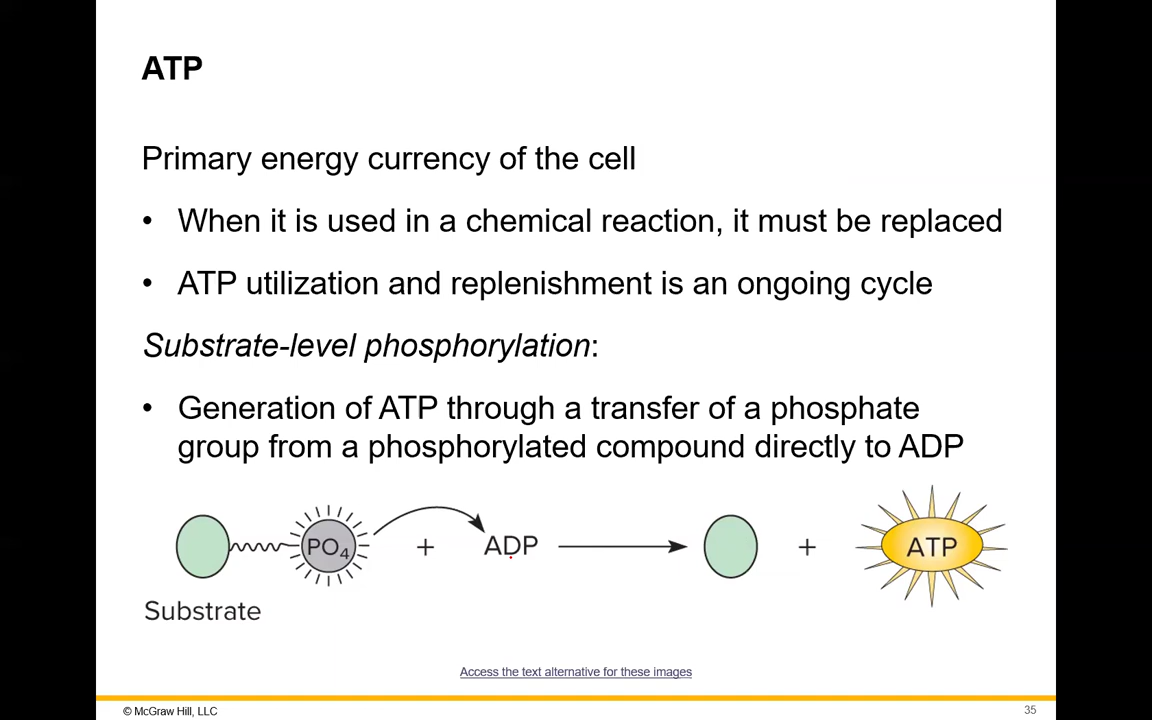 ATP
Primary energy currency of the cell
• When it is used in a chemical reaction, it must be replaced
• ATP utilization and replenishment is an ongoing cycle
Substrate-level phosphorylation:
• Generation of ATP through a transfer of a phosphate
group from a phosphorylated compound directly to ADP
PO4 + ADP + ATP
Substrate
Access the text alternative for these images
© McGraw Hill, LLC 35